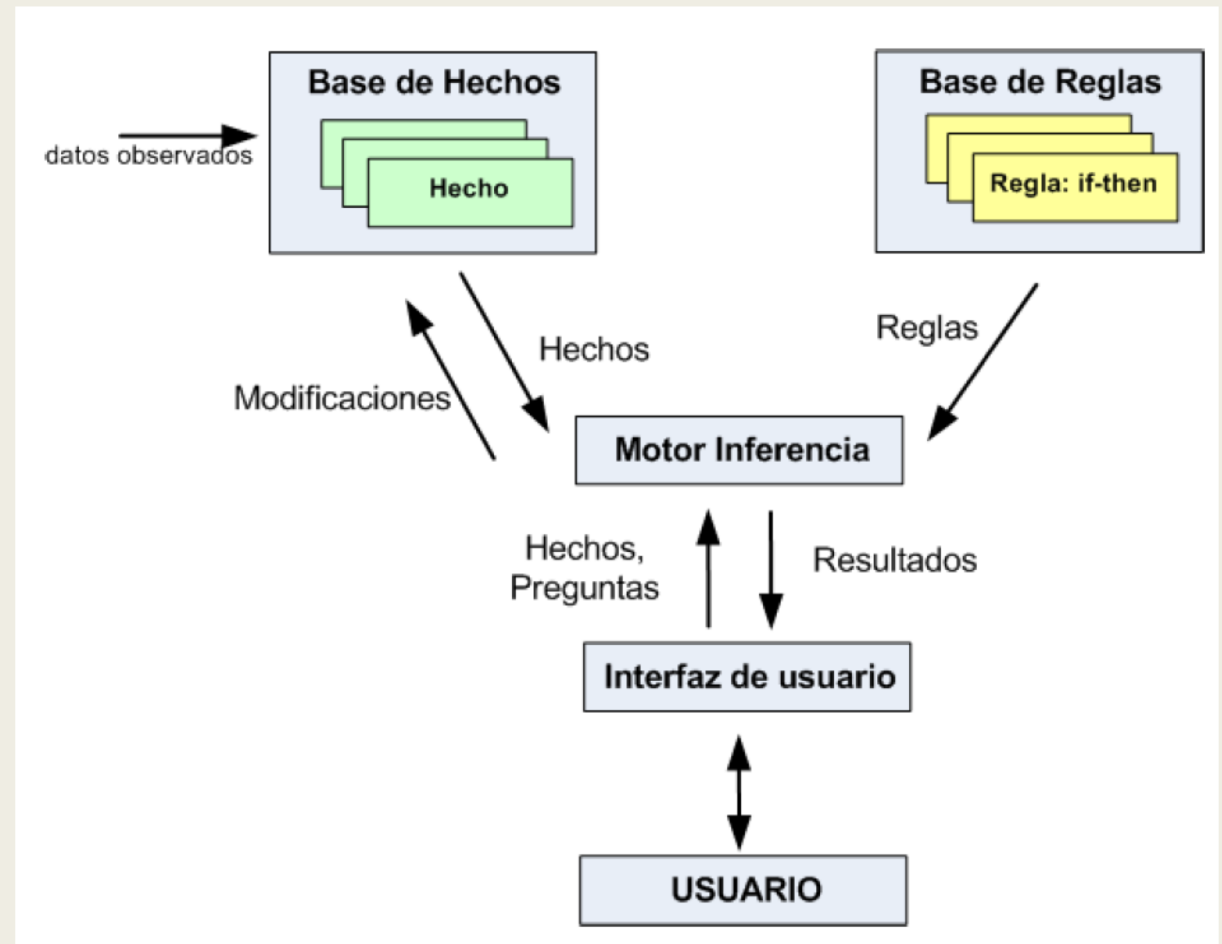 Base de Hechos
Base de Reglas
datos observados
Hecho
Regla: if-then
Hechos
Reglas
Modificaciones
Motor Inferencia
Hechos,
Preguntas
Resultados
Interfaz de usuario
USUARIO